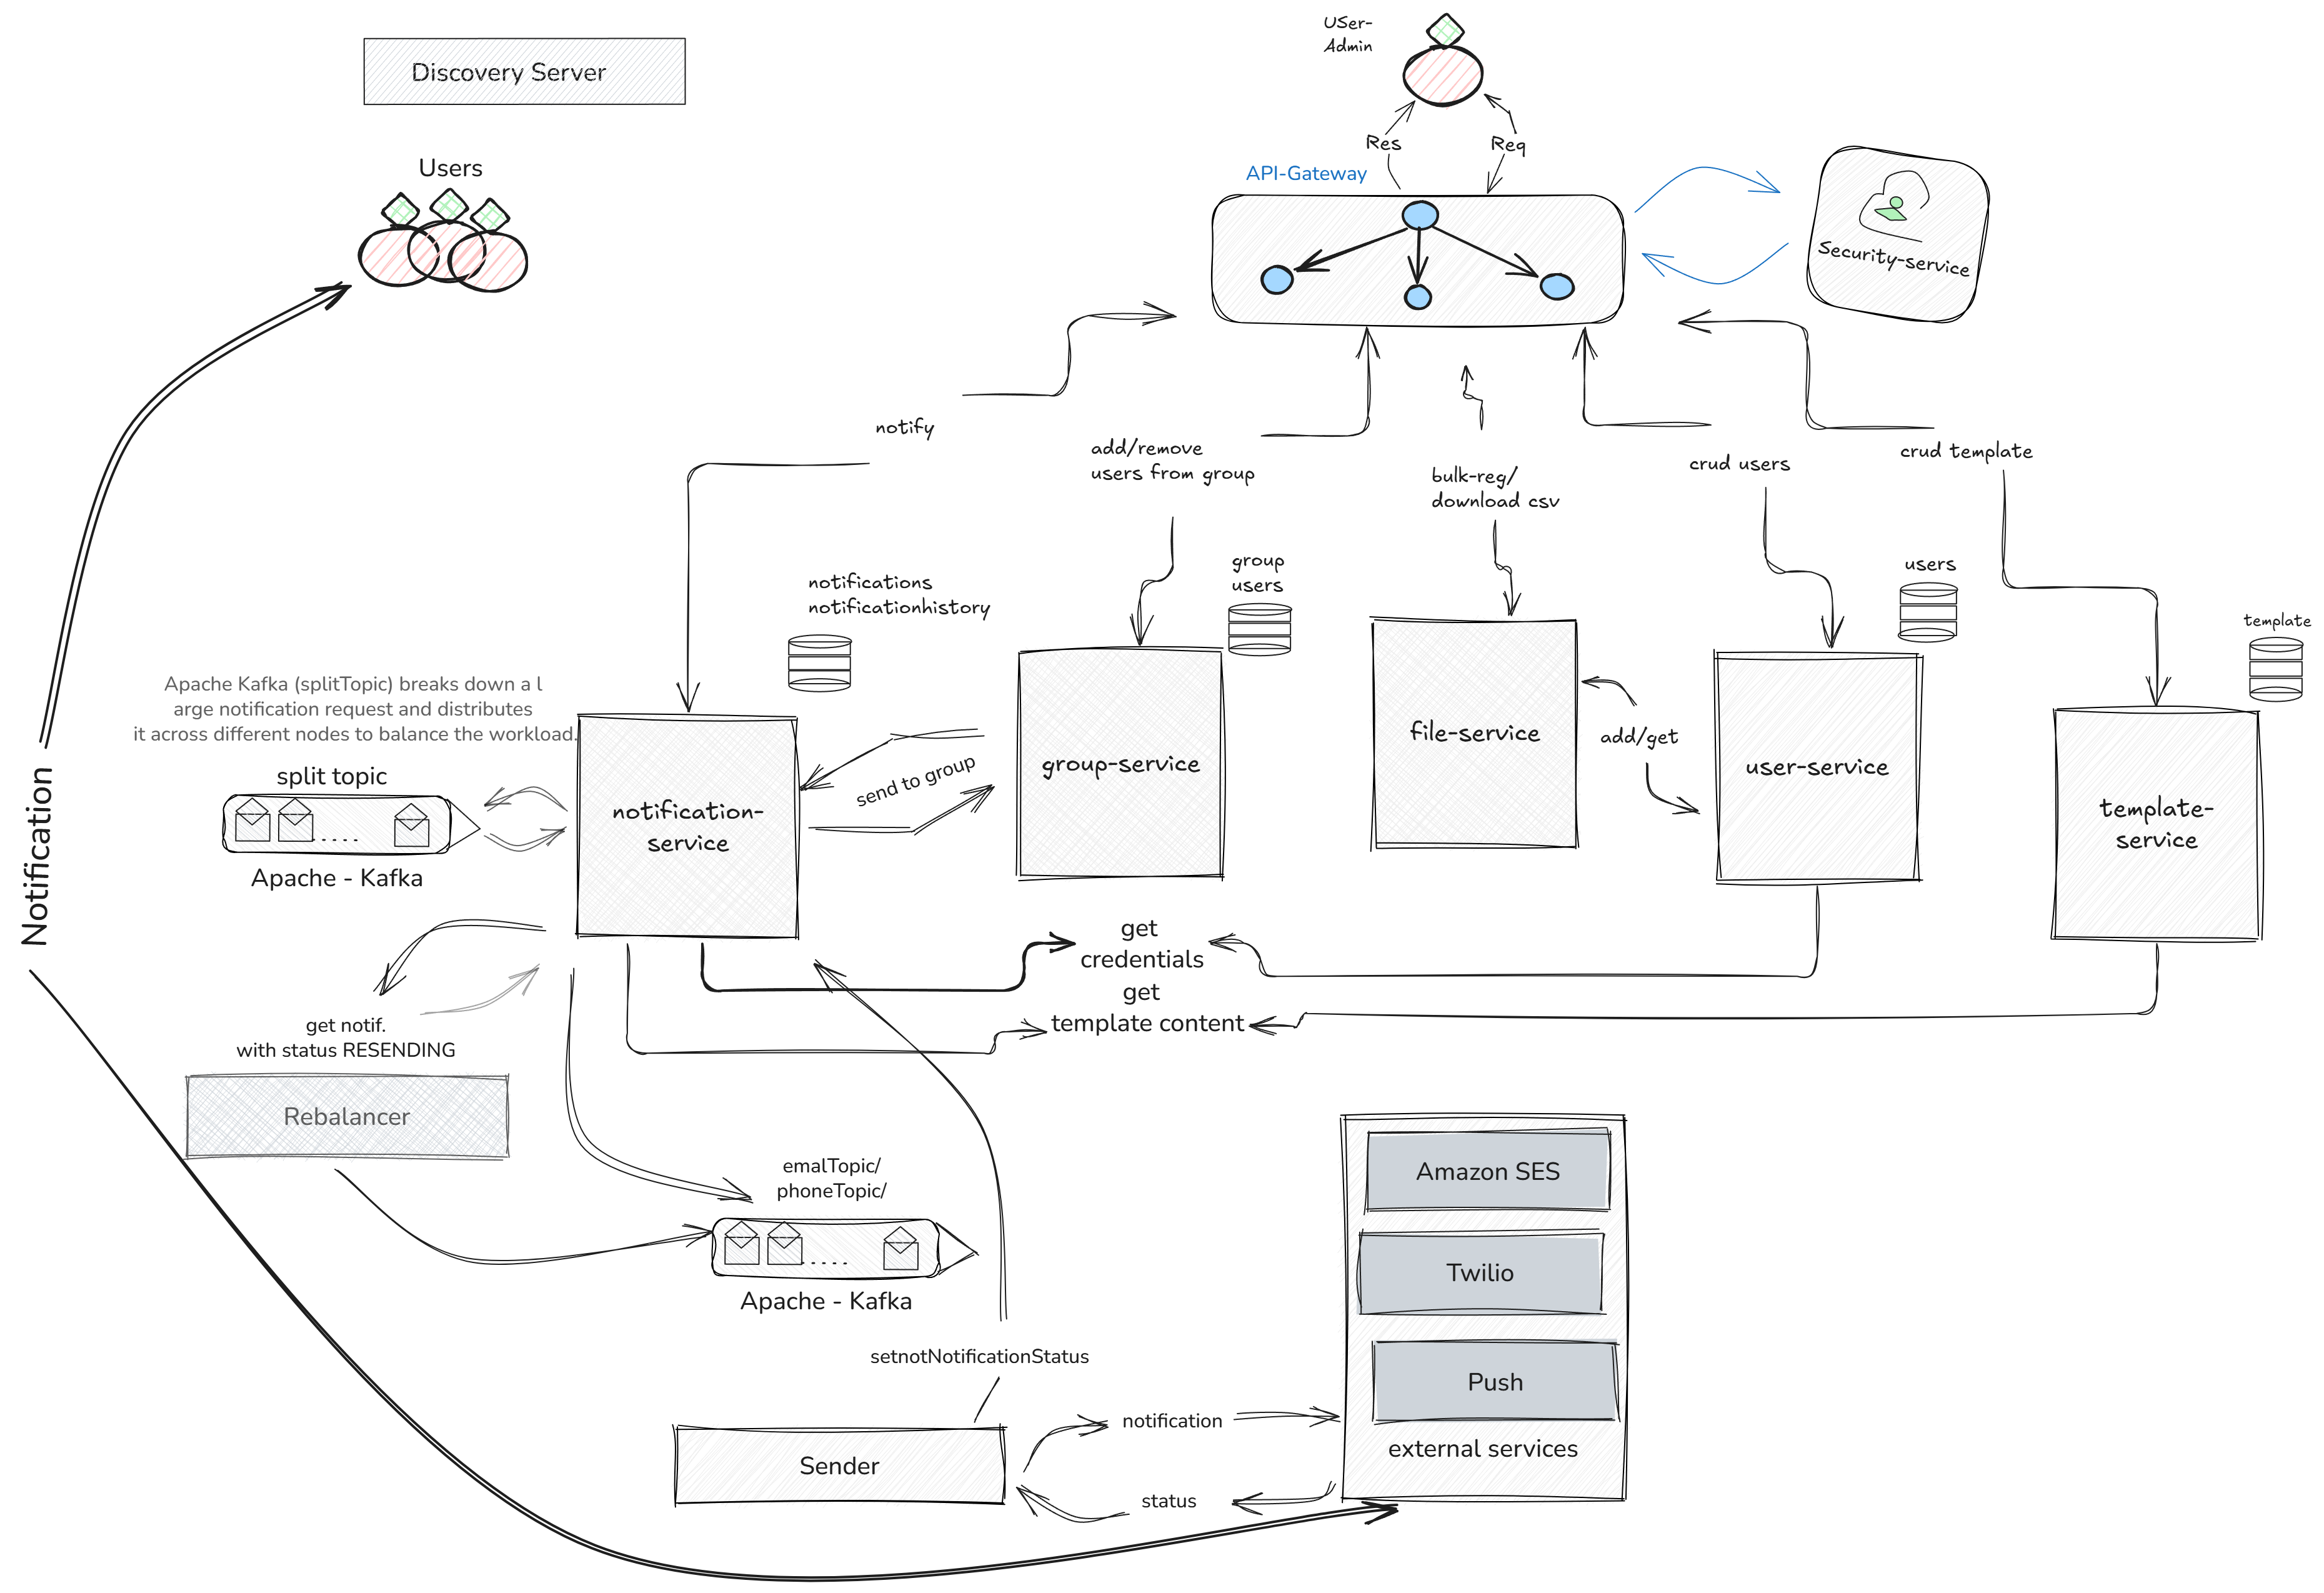 USer-
Admin
Discovery Server
Res
Req
Users
API-Gateway
Security-service
notify
add/remove
users from group
bulk-reg/
download csv
crud users
crud template
notifications
notificationhistory
group
users
users
template
Apache Kafka (splitTopic) breaks down a l
arge notification request and distributes
it across different nodes to balance the workload.
split topic
Apache - Kafka
notification-
service
send to group
group-service
file-service
add/get
user-service
template-
service
Notification
get
credentials
get
template content
get notif.
with status RESENDING
Rebalancer
emalTopic/
phoneTopic/
Apache - Kafka
setnotNotificationStatus
Sender
notification
status
Amazon SES
Twilio
Push
external services